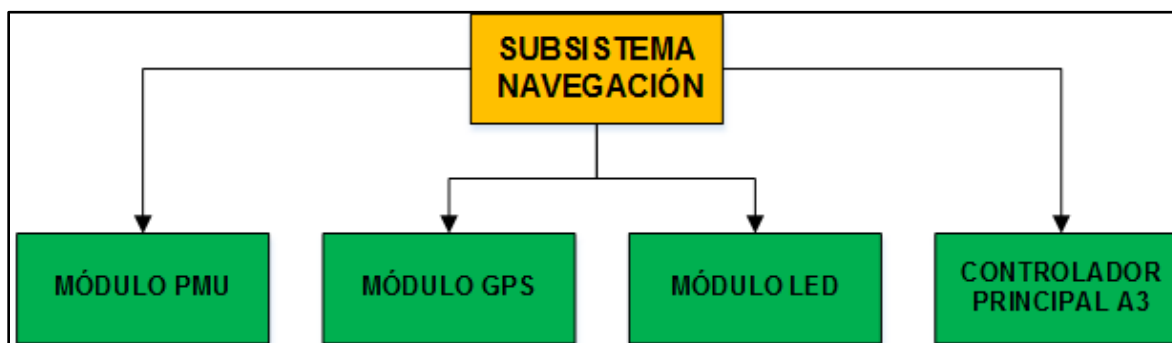 SUBSISTEMA
NAVEGACIÓN
MÓDULO PMU
MÓDULO GPS
MÓDULO LED
CONTROLADOR
PRINCIPAL A3